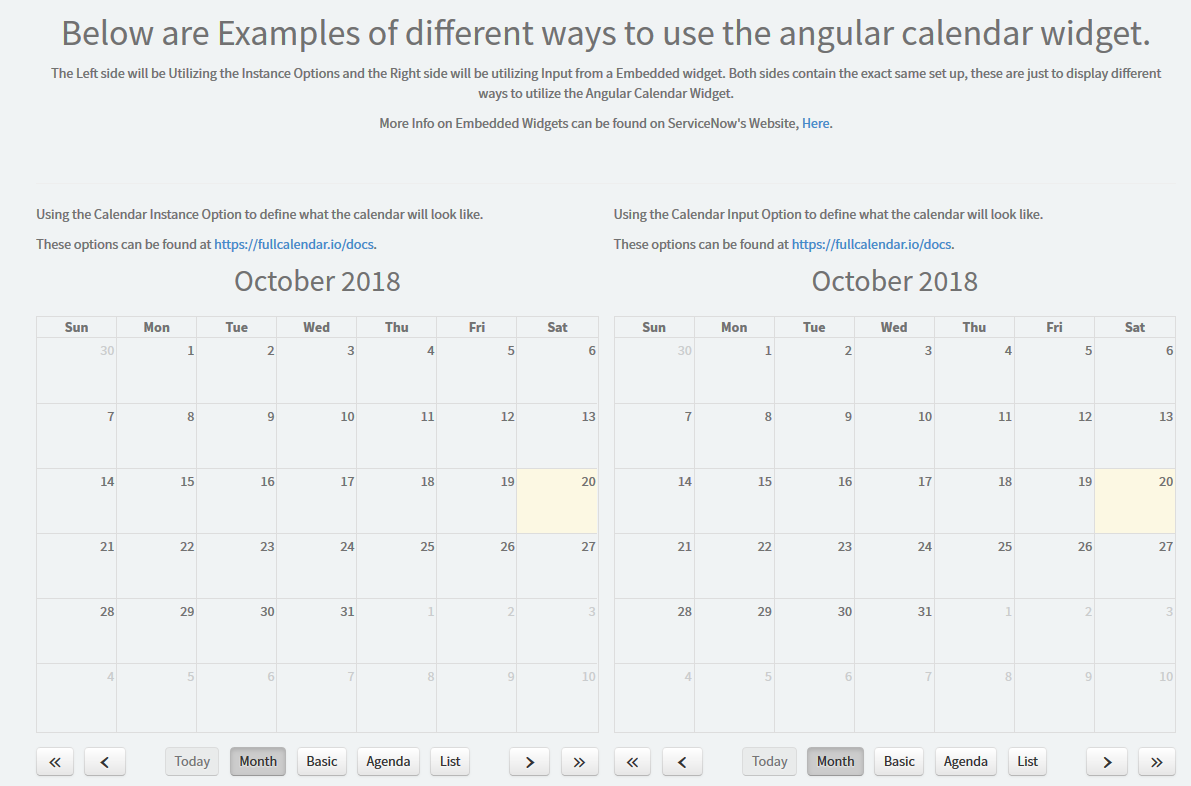 Below are Examples of different ways to use the angular calendar widget.
The Left side will be Utilizing the Instance Options and the Right side will be utilizing Input from a Embedded widget. Both sides contain the exact same set up, these are just to display different
ways to utilize the Angular Calendar Widget.
More Info on Embedded Widgets can be found on ServiceNow's Website, Here.
Using the Calendar Instance Option to define what the calendar will look like.
These options can be found at https://fullcalendar.io/docs.
October 2018
Sun Mon Tue Wed Thu Fri Sat
30 1 2 3 4 5 6
7 8 9 10 11 12 13
14 15 16 17 18 19 20
21 22 23 24 25 26 27
28 29 30 31 1 2 3
4 5 6 7 8 9 10
« < Today Month Basic Agenda List > »
Using the Calendar Input Option to define what the calendar will look like.
These options can be found at https://fullcalendar.io/docs.
October 2018
Sun Mon Tue Wed Thu Fri Sat
30 1 2 3 4 5 6
7 8 9 10 11 12 13
14 15 16 17 18 19 20
21 22 23 24 25 26 27
28 29 30 31 1 2 3
4 5 6 7 8 9 10
« < Today Month Basic Agenda List > »